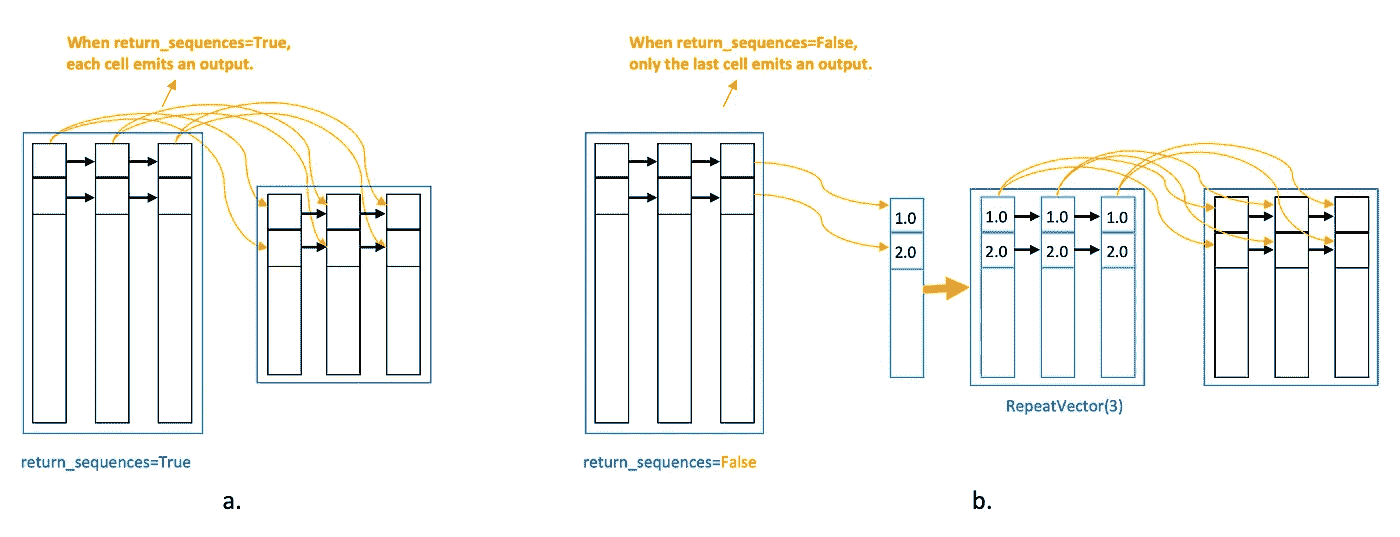 When return_sequences=True,
each cell emits an output.
return_sequences=True
a.
When return_sequences=False,
only the last cell emits an output.
1.0
2.0
1.0 1.0 1.0
2.0 2.0 2.0
RepeatVector(3)
return_sequences=False
b.